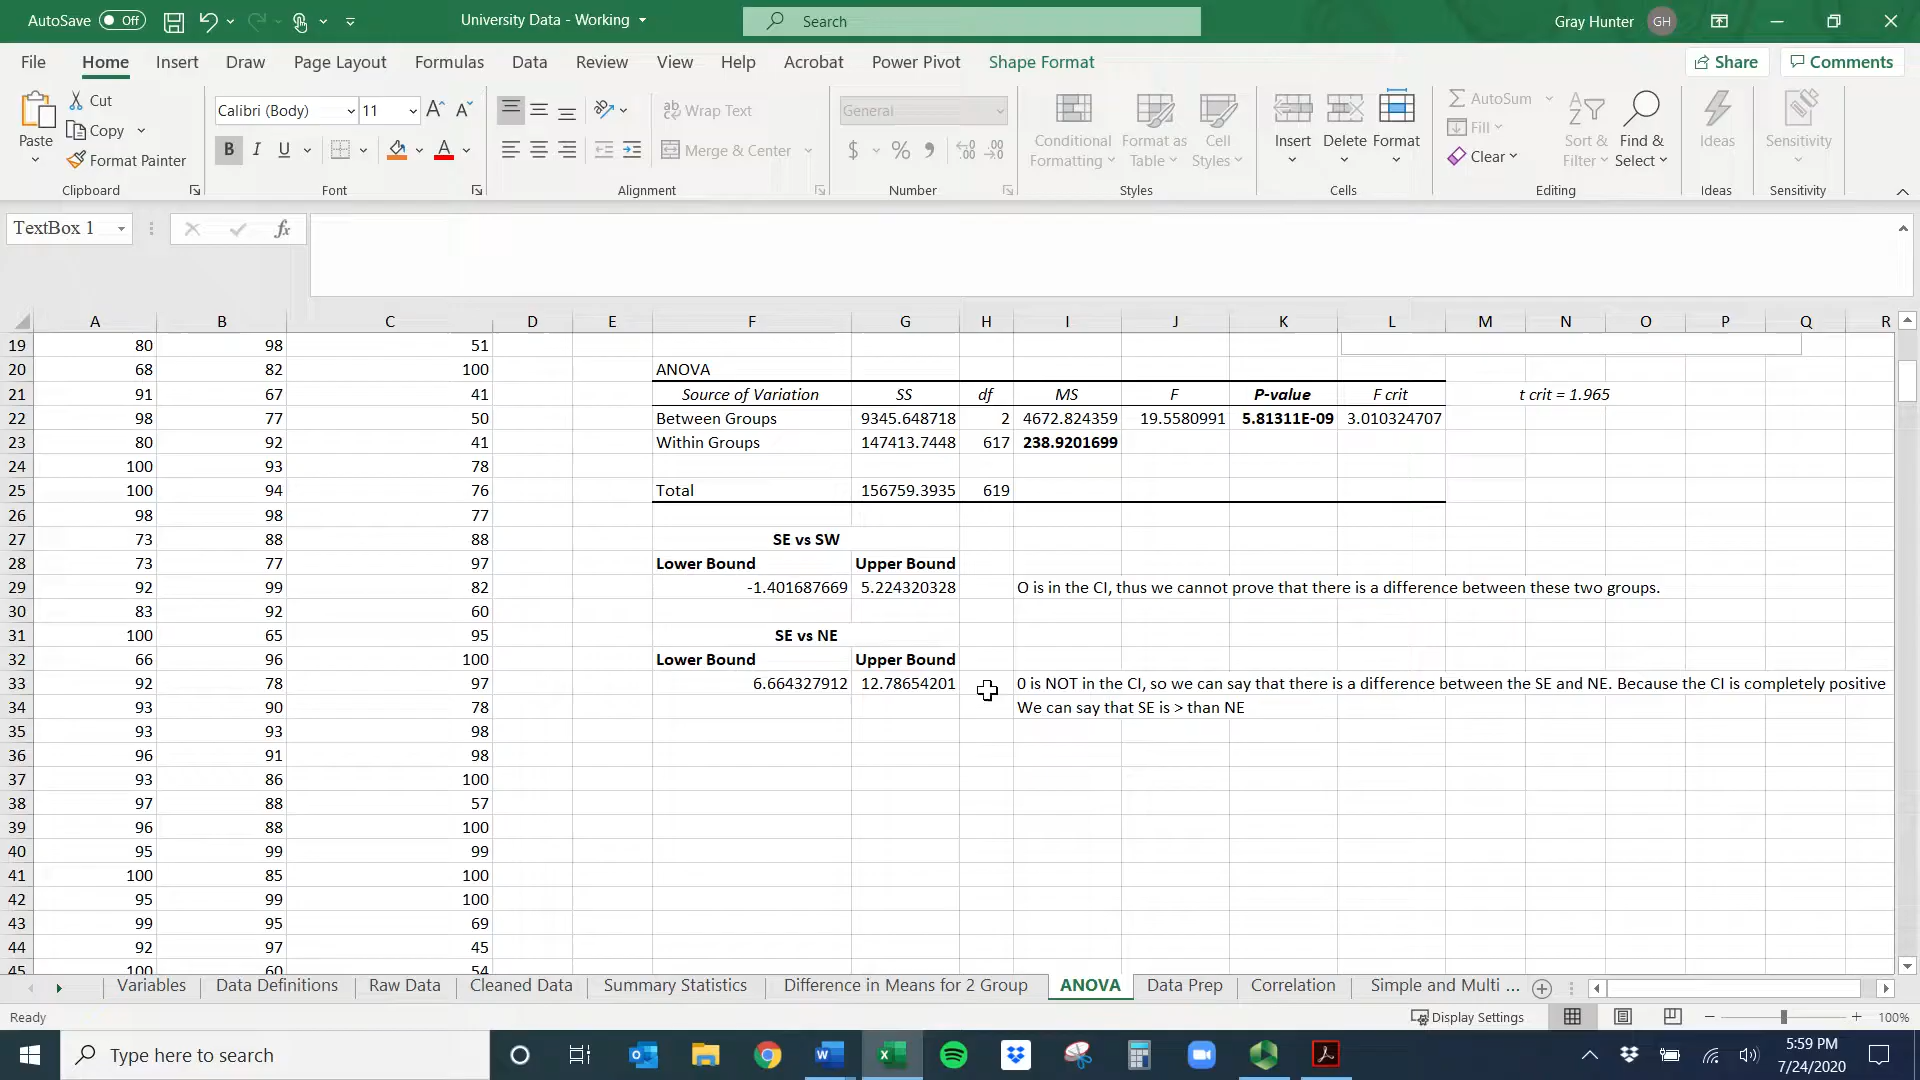 AutoSave Off University Data - Working Search Gray Hunter GH
File Home Insert Draw Page Layout Formulas Data Review View Help Acrobat Power Pivot Shape Format Share Comments
Paste Cut Copy Format Painter Clipboard
Calibri (Body) 11 B I U A Font
Wrap Text Merge & Center Alignment
General $ % Number
Conditional Formatting Format as Table Cell Styles Styles
Insert Delete Format Cells
AutoSum Fill Clear Sort & Filter Find & Select Editing
Ideas Ideas
Sensitivity Sensitivity
TextBox 1 fx
A B C D E F G H I J K L M N O P Q R
19 80 98 51
20 68 82 100 ANOVA
21 91 67 41 Source of Variation SS df MS F P-value F crit t crit = 1.965
22 98 77 50 Between Groups 9345.648718 2 4672.824359 19.5580991 5.81311E-09 3.010324707
23 80 92 41 Within Groups 147413.7448 617 238.9201699
24 100 93 78
25 100 94 76 Total 156759.3935 619
26 98 98 77
27 73 88 88 SE vs SW
28 73 77 97 Lower Bound Upper Bound
29 92 99 82 -1.401687669 5.224320328 O is in the CI, thus we cannot prove that there is a difference between these two groups.
30 83 92 60
31 100 65 95 SE vs NE
32 66 96 100 Lower Bound Upper Bound
33 92 78 97 6.664327912 12.78654201 0 is NOT in the CI, so we can say that there is a difference between the SE and NE. Because the CI is completely positive
34 93 90 78 We can say that SE is > than NE
35 93 93 98
36 96 91 98
37 93 86 100
38 97 88 57
39 96 88 100
40 95 99 99
41 100 85 100
42 95 99 100
43 99 95 69
44 92 97 45
45 100 60 54
Variables Data Definitions Raw Data Cleaned Data Summary Statistics Difference in Means for 2 Group ANOVA Data Prep Correlation Simple and Multi ...
Ready Display Settings 100%
Type here to search 5:59 PM
7/24/2020